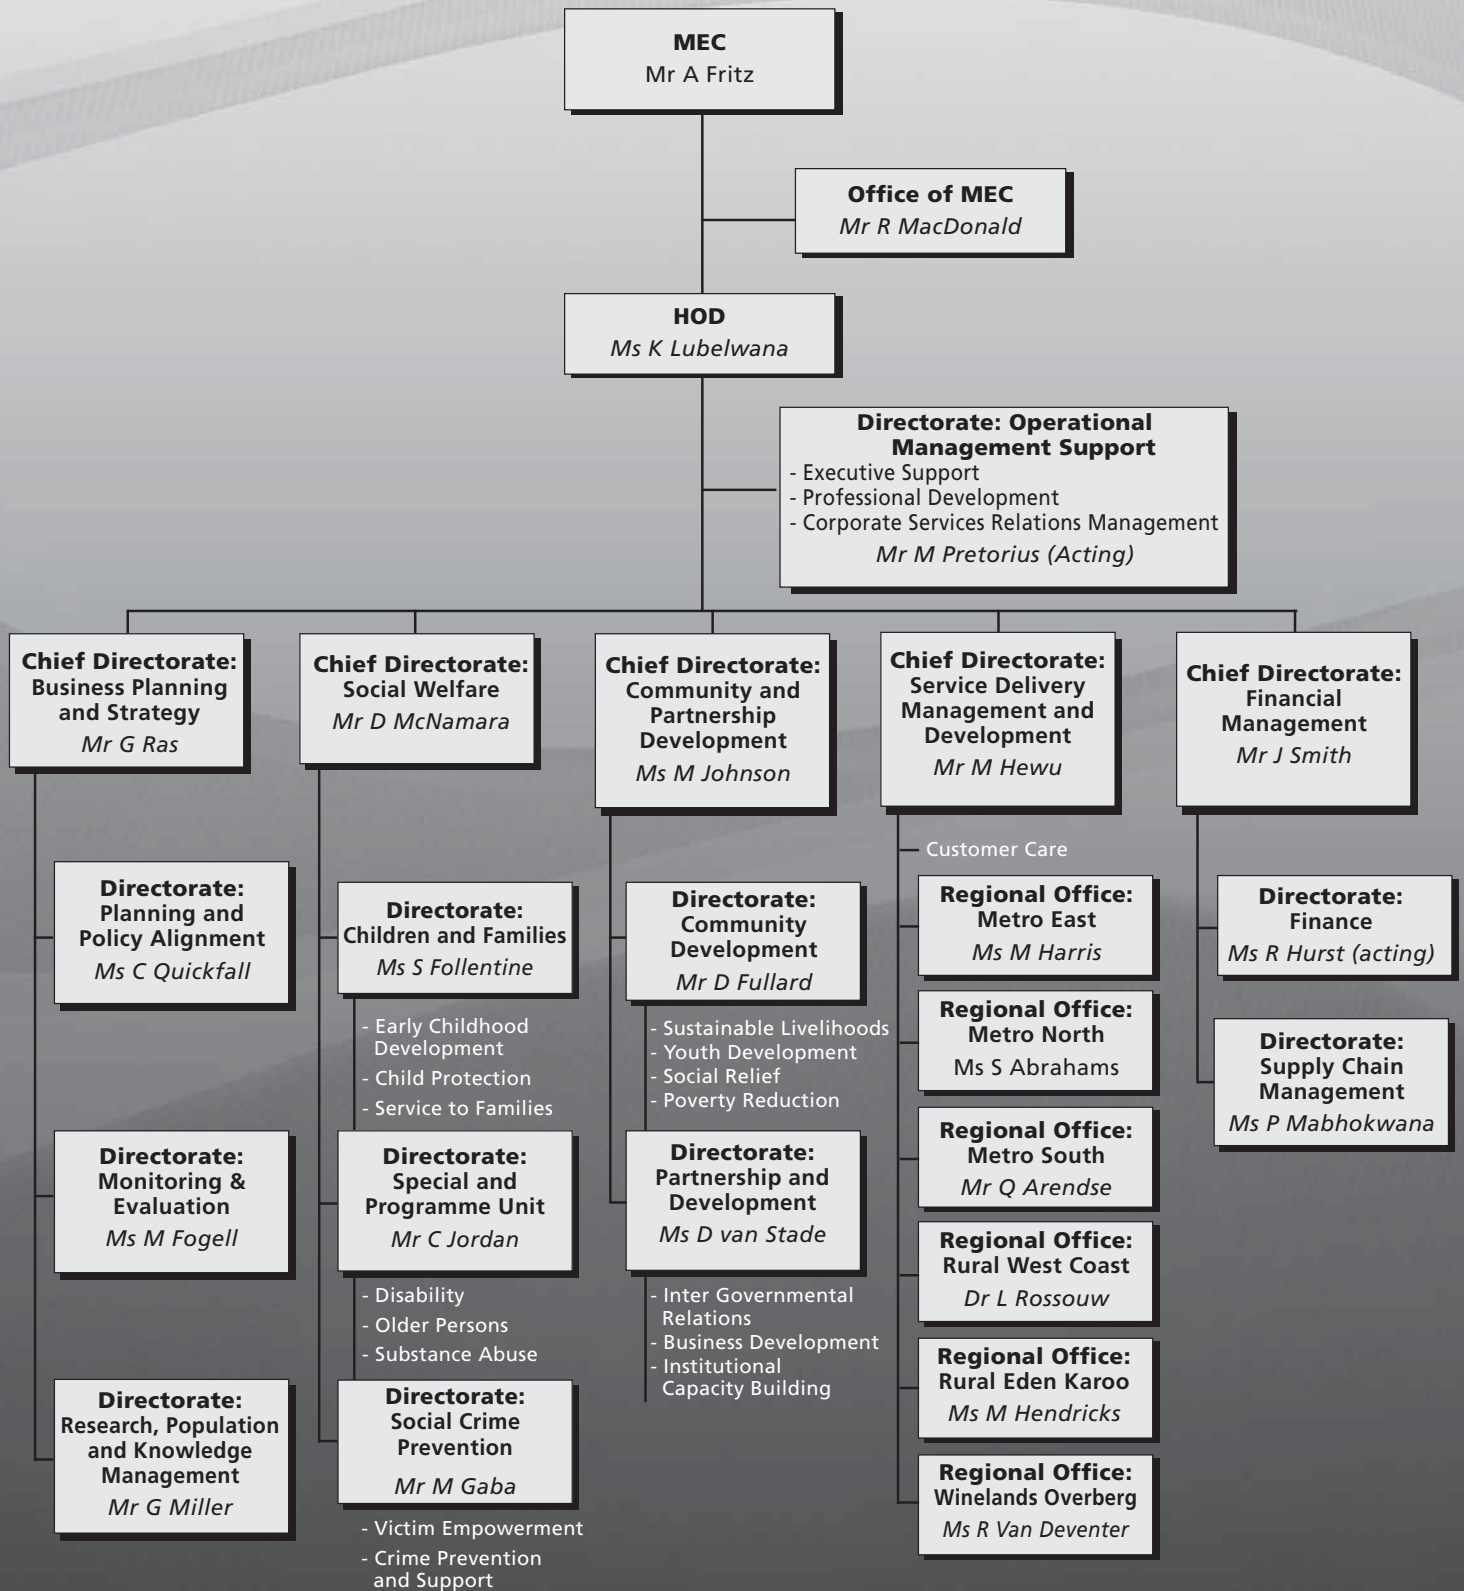 MEC
Mr A Fritz
Office of MEC
Mr R MacDonald
HOD
Ms K Lubelwana
Directorate: Operational
Management Support
- Executive Support
- Professional Development
- Corporate Services Relations Management
Mr M Pretorius (Acting)
Chief Directorate:
Business Planning
and Strategy
Mr G Ras
Directorate:
Planning and
Policy Alignment
Ms C Quickfall
Directorate:
Monitoring &
Evaluation
Ms M Fogell
Directorate:
Research, Population
and Knowledge
Management
Mr G Miller
Chief Directorate:
Social Welfare
Mr D McNamara
Directorate:
Children and Families
Ms S Follentine
- Early Childhood
Development
- Child Protection
- Service to Families
Directorate:
Special and
Programme Unit
Mr C Jordan
- Disability
- Older Persons
- Substance Abuse
Directorate:
Social Crime
Prevention
Mr M Gaba
- Victim Empowerment
- Crime Prevention
and Support
Chief Directorate:
Community and
Partnership
Development
Ms M Johnson
Directorate:
Community
Development
Mr D Fullard
- Sustainable Livelihoods
- Youth Development
- Social Relief
- Poverty Reduction
Directorate:
Partnership and
Development
Ms D van Stade
- Inter Governmental
Relations
- Business Development
- Institutional
Capacity Building
Chief Directorate:
Service Delivery
Management and
Development
Mr M Hewu
Customer Care
Regional Office:
Metro East
Ms M Harris
Regional Office:
Metro North
Ms S Abrahams
Regional Office:
Metro South
Mr Q Arendse
Regional Office:
Rural West Coast
Dr L Rossouw
Regional Office:
Rural Eden Karoo
Ms M Hendricks
Regional Office:
Winelands Overberg
Ms R Van Deventer
Chief Directorate:
Financial
Management
Mr J Smith
Directorate:
Finance
Ms R Hurst (acting)
Directorate:
Supply Chain
Management
Ms P Mabhokwana